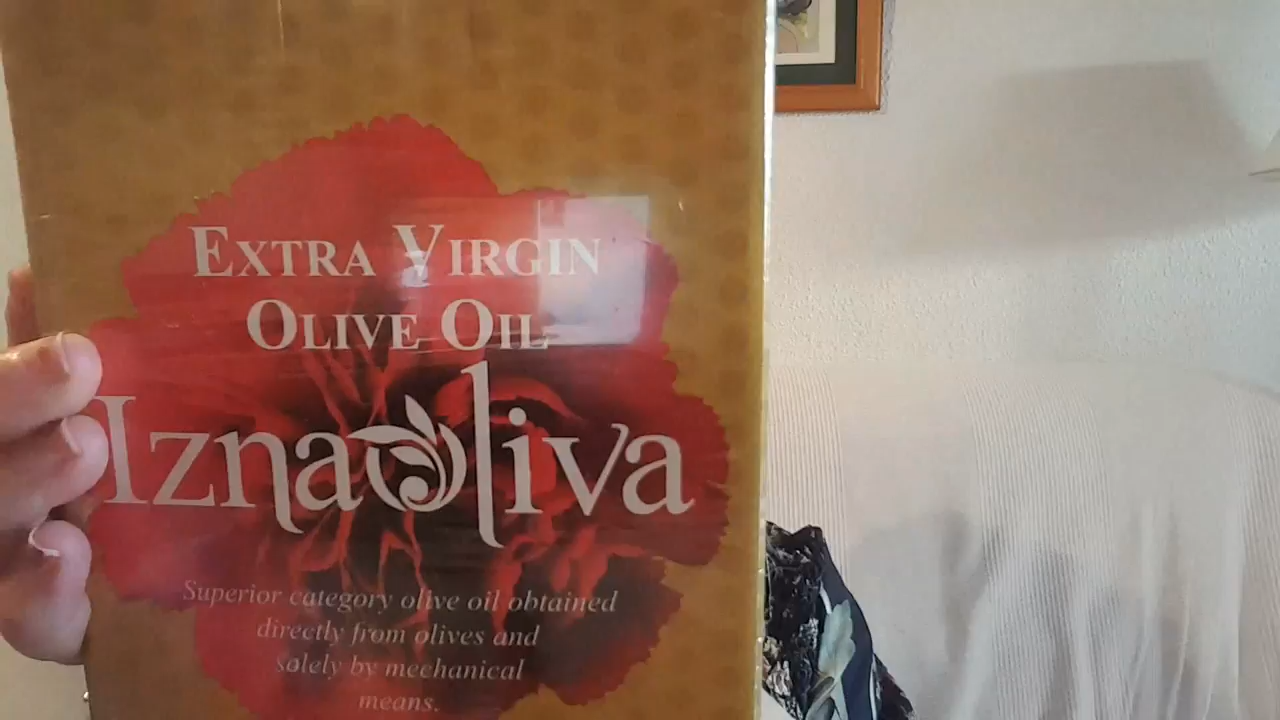 EXTRA VIRGIN
OLIVE OIL
IznaOliva
Superior category olive oil obtained
directly from olives and
solely by mechanical
means.